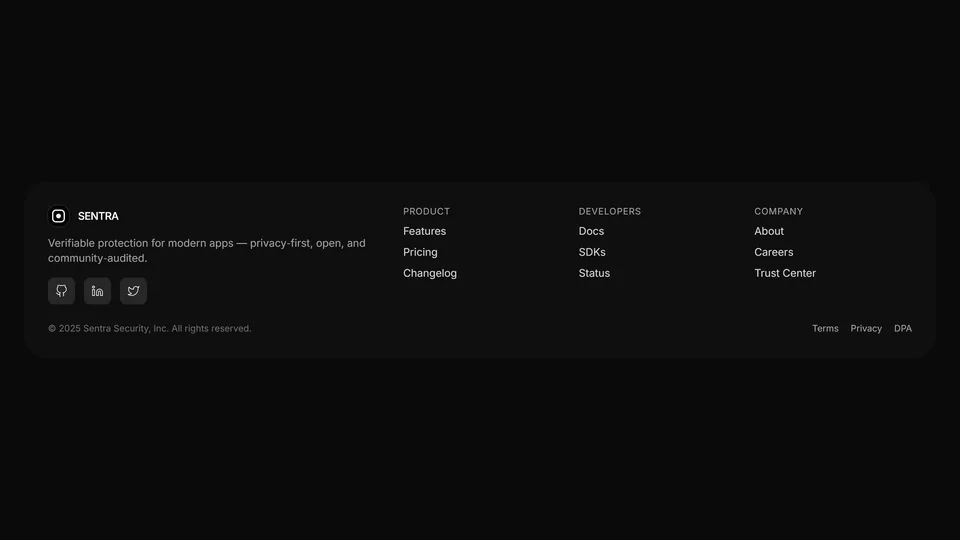 SENTRA
Verifiable protection for modern apps — privacy-first, open, and
community-audited.
PRODUCT
Features
Pricing
Changelog
DEVELOPERS
Docs
SDKs
Status
COMPANY
About
Careers
Trust Center
© 2025 Sentra Security, Inc. All rights reserved.
Terms Privacy DPA